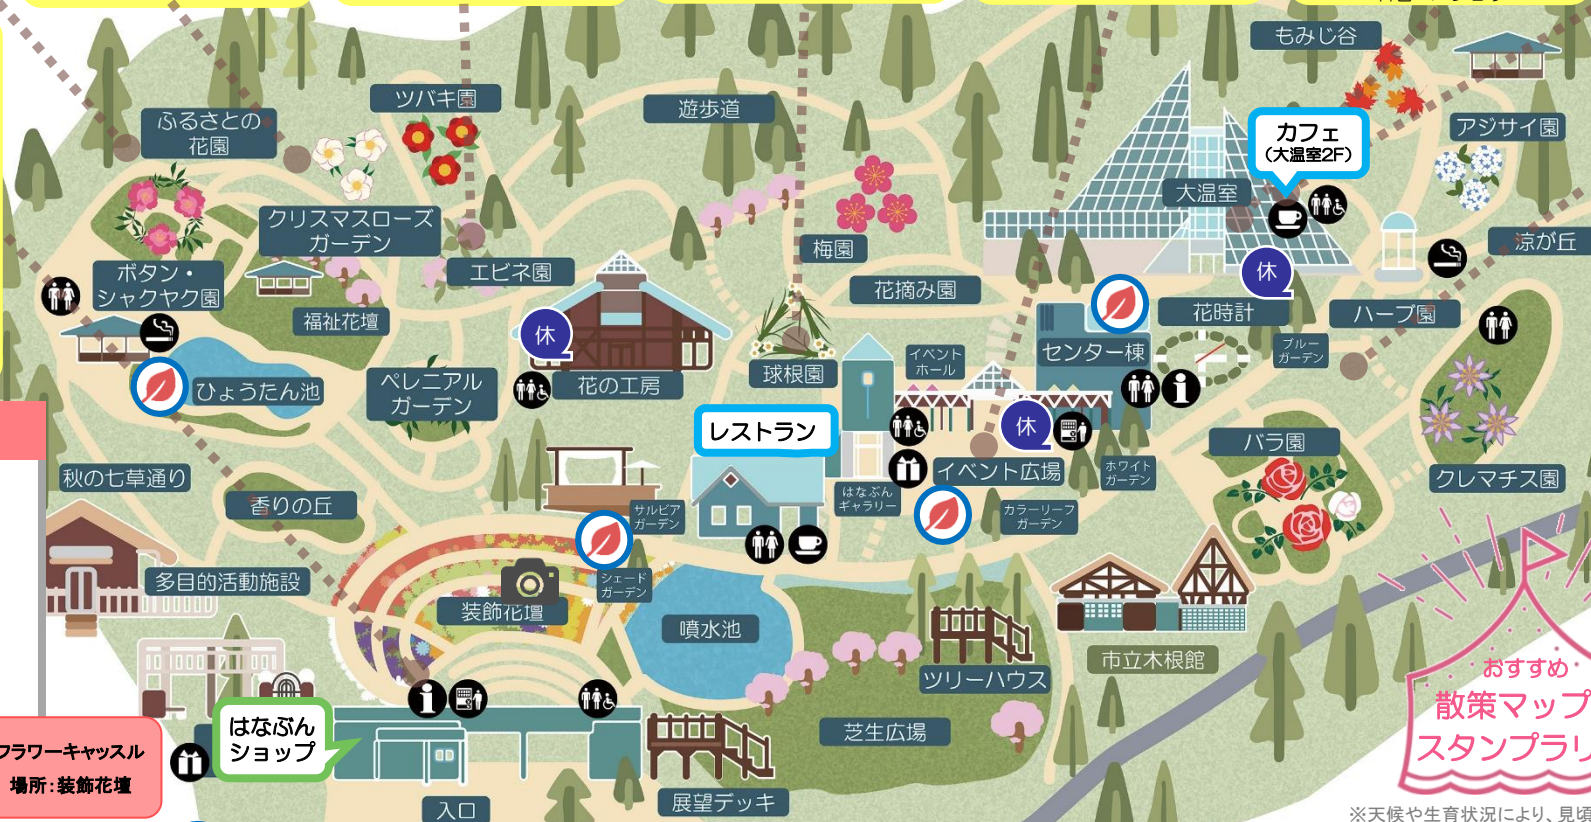 もみじ谷
ツバキ園
遊歩道
ふるさとの
花園
カフェ
(大温室2F)
アジサイ園
大温室
クリスマスローズ
ガーデン
梅園
涼が丘
エビネ園
ボタン・
シャクヤク園
花摘み園
休
福祉花壇
休
花時計
ハーブ園
センター棟
ブルー
ガーデン
イベント
ホール
球根園
花の工房
ペレニアル
ガーデン
ひょうたん池
レストラン
休
バラ園
イベント広場
ホワイト
ガーデン
クレマチス園
秋の七草通り
香りの丘
はなぶん
ギャラリー
サルビア
ガーデン
カラーリーフ
ガーデン
多目的活動施設
シェード
ガーデン
装飾花壇
噴水池
市立木根館
ツリーハウス
おすすめ
散策マップ
スタンプラリ
はなぶん
ショップ
芝生広場
フラワーキャッスル
場所:装飾花壇
展望デッキ
入口
※天候や生育状況により、見頃